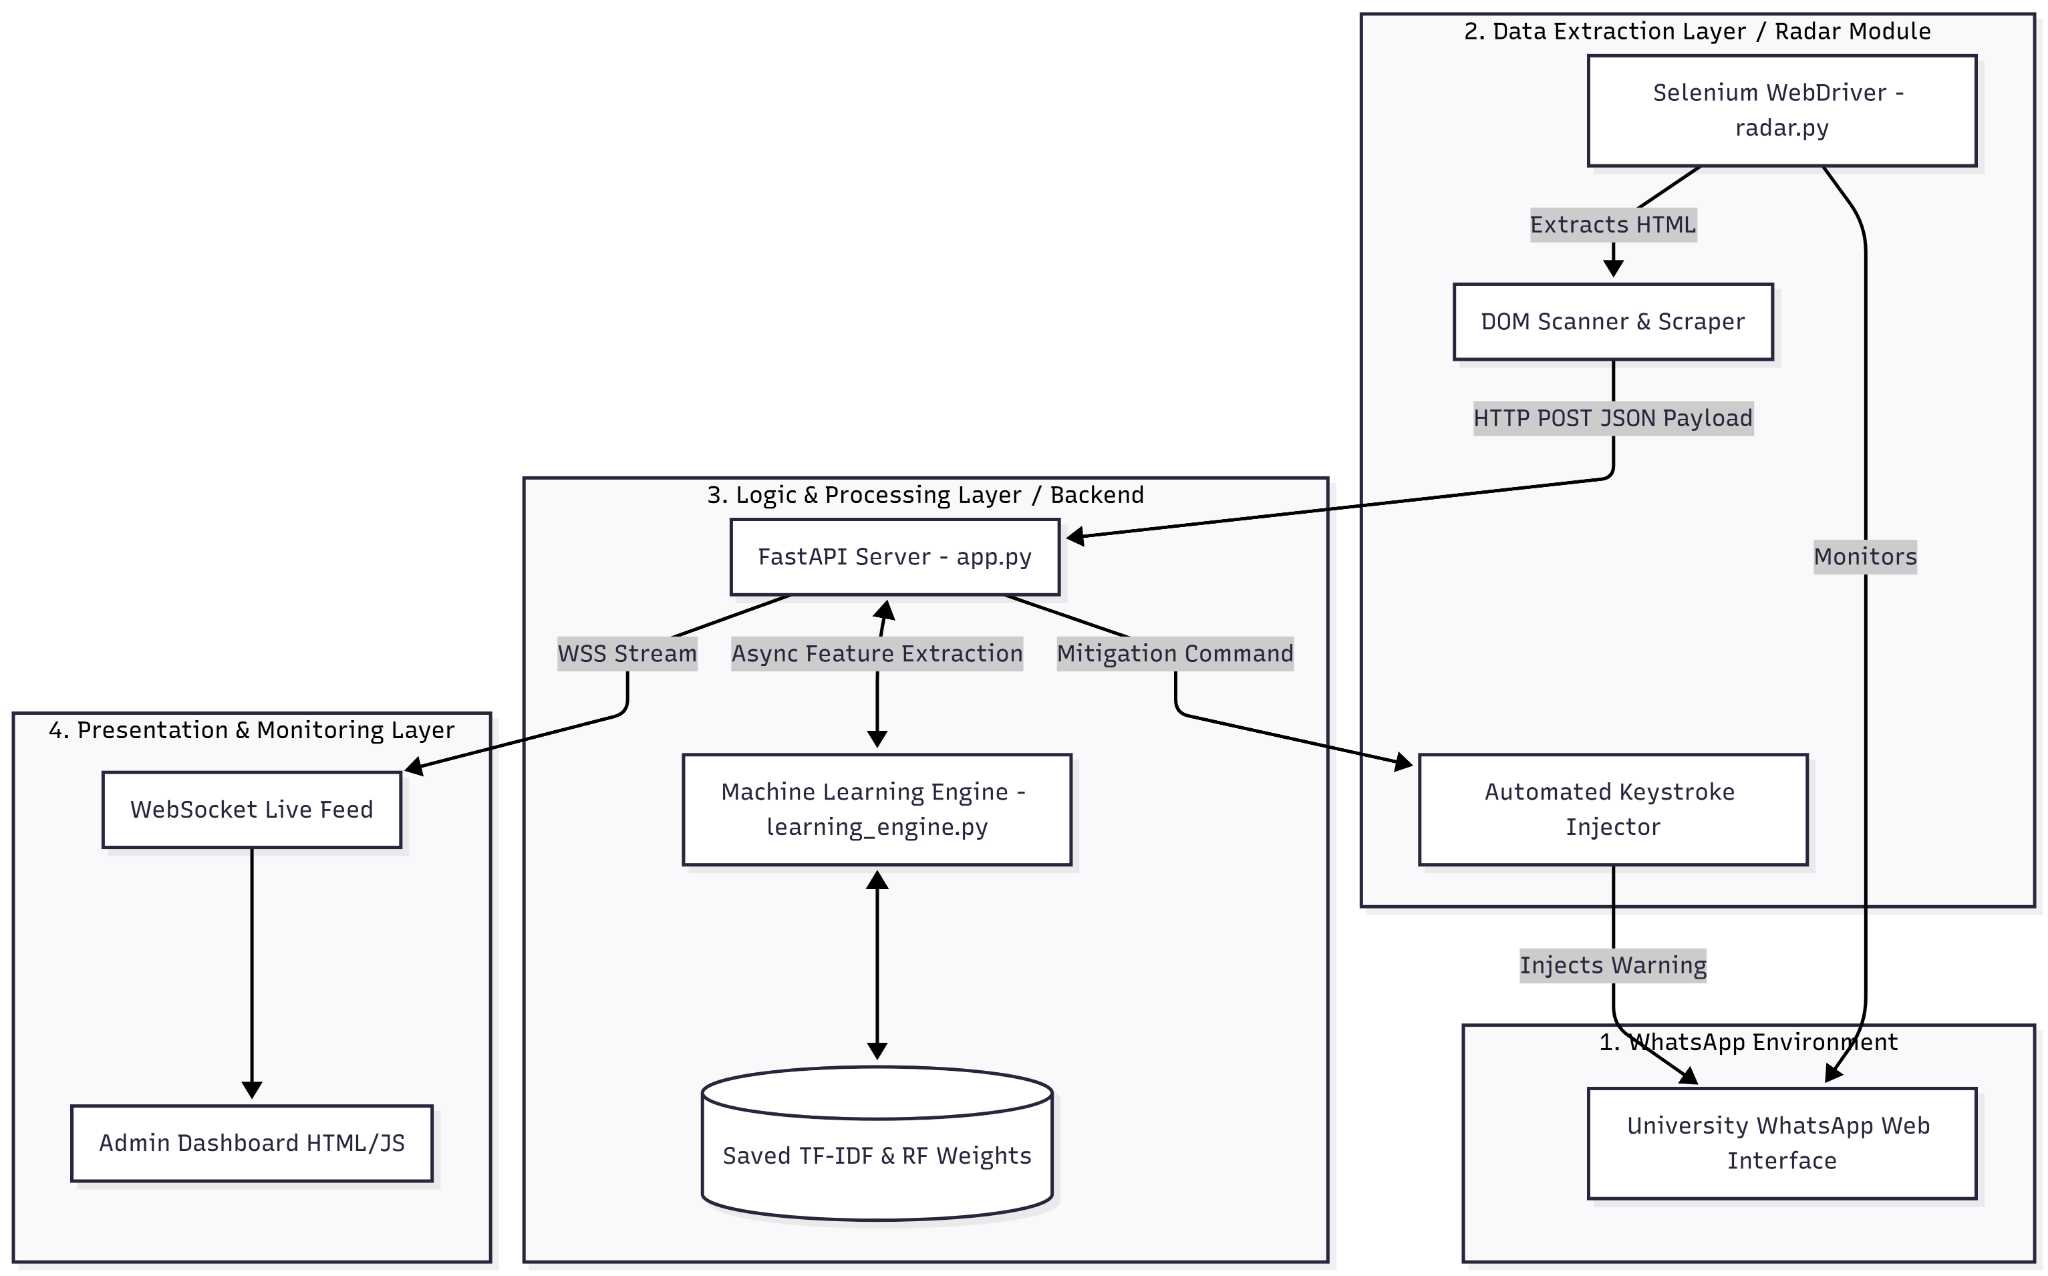 2. Data Extraction Layer / Radar Module
Selenium WebDriver -
radar.py
Extracts HTML
DOM Scanner & Scraper
HTTP POST JSON Payload
Monitors
3. Logic & Processing Layer / Backend
FastAPI Server - app.py
WSS Stream
Async Feature Extraction
Mitigation Command
4. Presentation & Monitoring Layer
WebSocket Live Feed
Machine Learning Engine -
learning_engine.py
Automated Keystroke
Injector
Injects Warning
1. WhatsApp Environment
University WhatsApp Web
Interface
Admin Dashboard HTML/JS
Saved TF-IDF & RF Weights